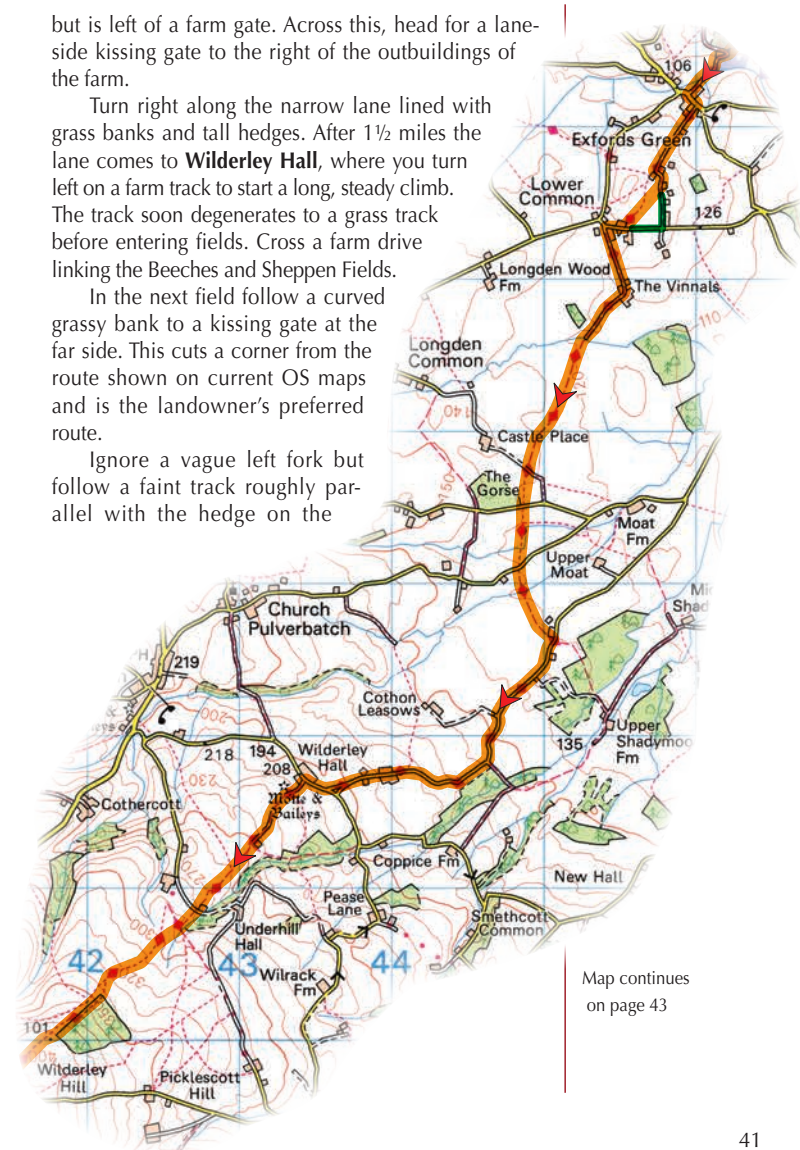 but is left of a farm gate. Across this, head for a lane-
side kissing gate to the right of the outbuildings of
the farm.
Turn right along the narrow lane lined with
grass banks and tall hedges. After 1½ miles the
lane comes to Wilderley Hall, where you turn
left on a farm track to start a long, steady climb.
The track soon degenerates to a grass track
before entering fields. Cross a farm drive
linking the Beeches and Sheppen Fields.
In the next field follow a curved
grassy bank to a kissing gate at the
far side. This cuts a corner from the
route shown on current OS maps
and is the landowner's preferred
route.
Ignore a vague left fork but
follow a faint track roughly par-
allel with the hedge on the
106
Exfords Green
Lower
Common
126
Longden Wood
Fm
The Vinnals
110
Longden
Common
140
Castle Place
150
The
Gorse
Moat
Fm
Upper
Moat
Church
Pulverbatch
219
200
Cothon
Leasows
135
Upper
Shadymoo
Fm
218
194
208
Wilderley
Hall
230
Motte &
Baileys
Cothercott
270
Coppice Fm
New Hall
Pease
Lane
Smethcott
Common
Underhill
Hall
300
42
43
44
Wilrack
Fm
101
Wilderley
Hill
Picklescott
Hill
Map continues
on page 43
41